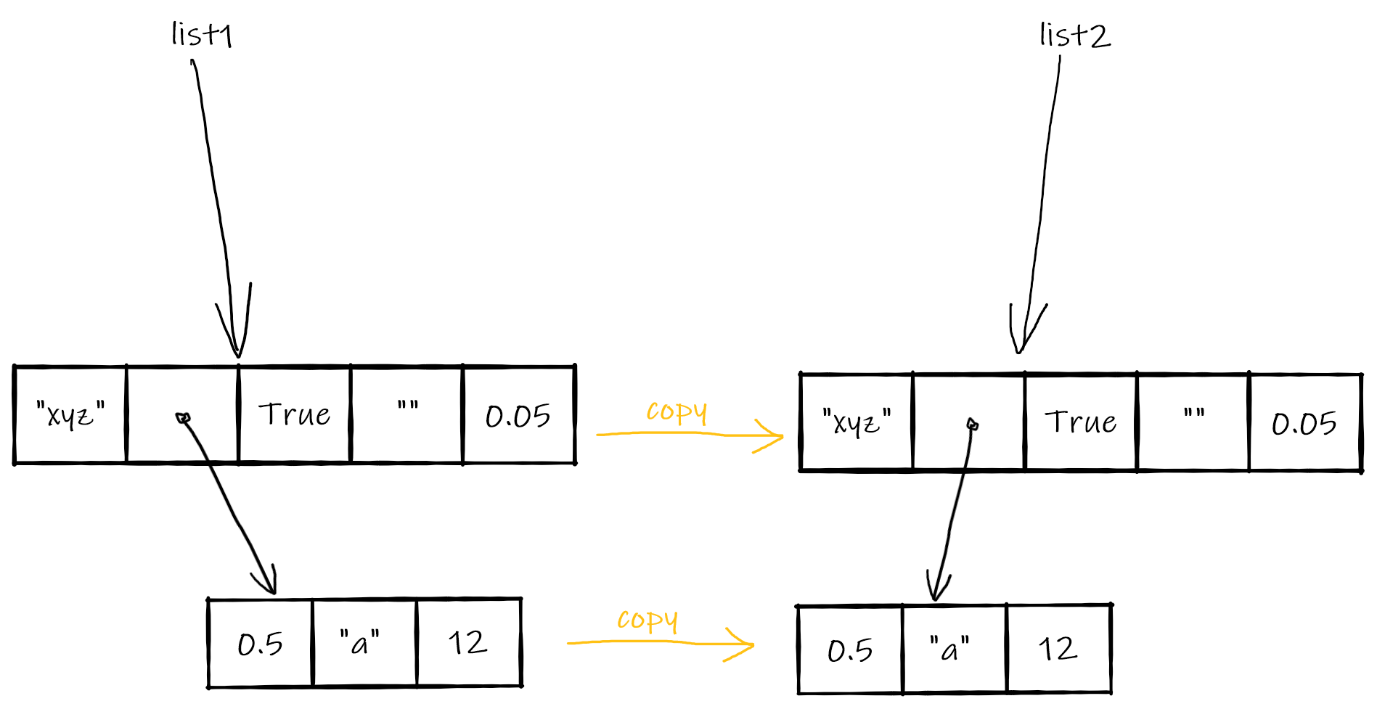 list1
list2
"xyz" True "" 0.05
copy
"xyz" True "" 0.05
0.5 "a" 12
copy
0.5 "a" 12